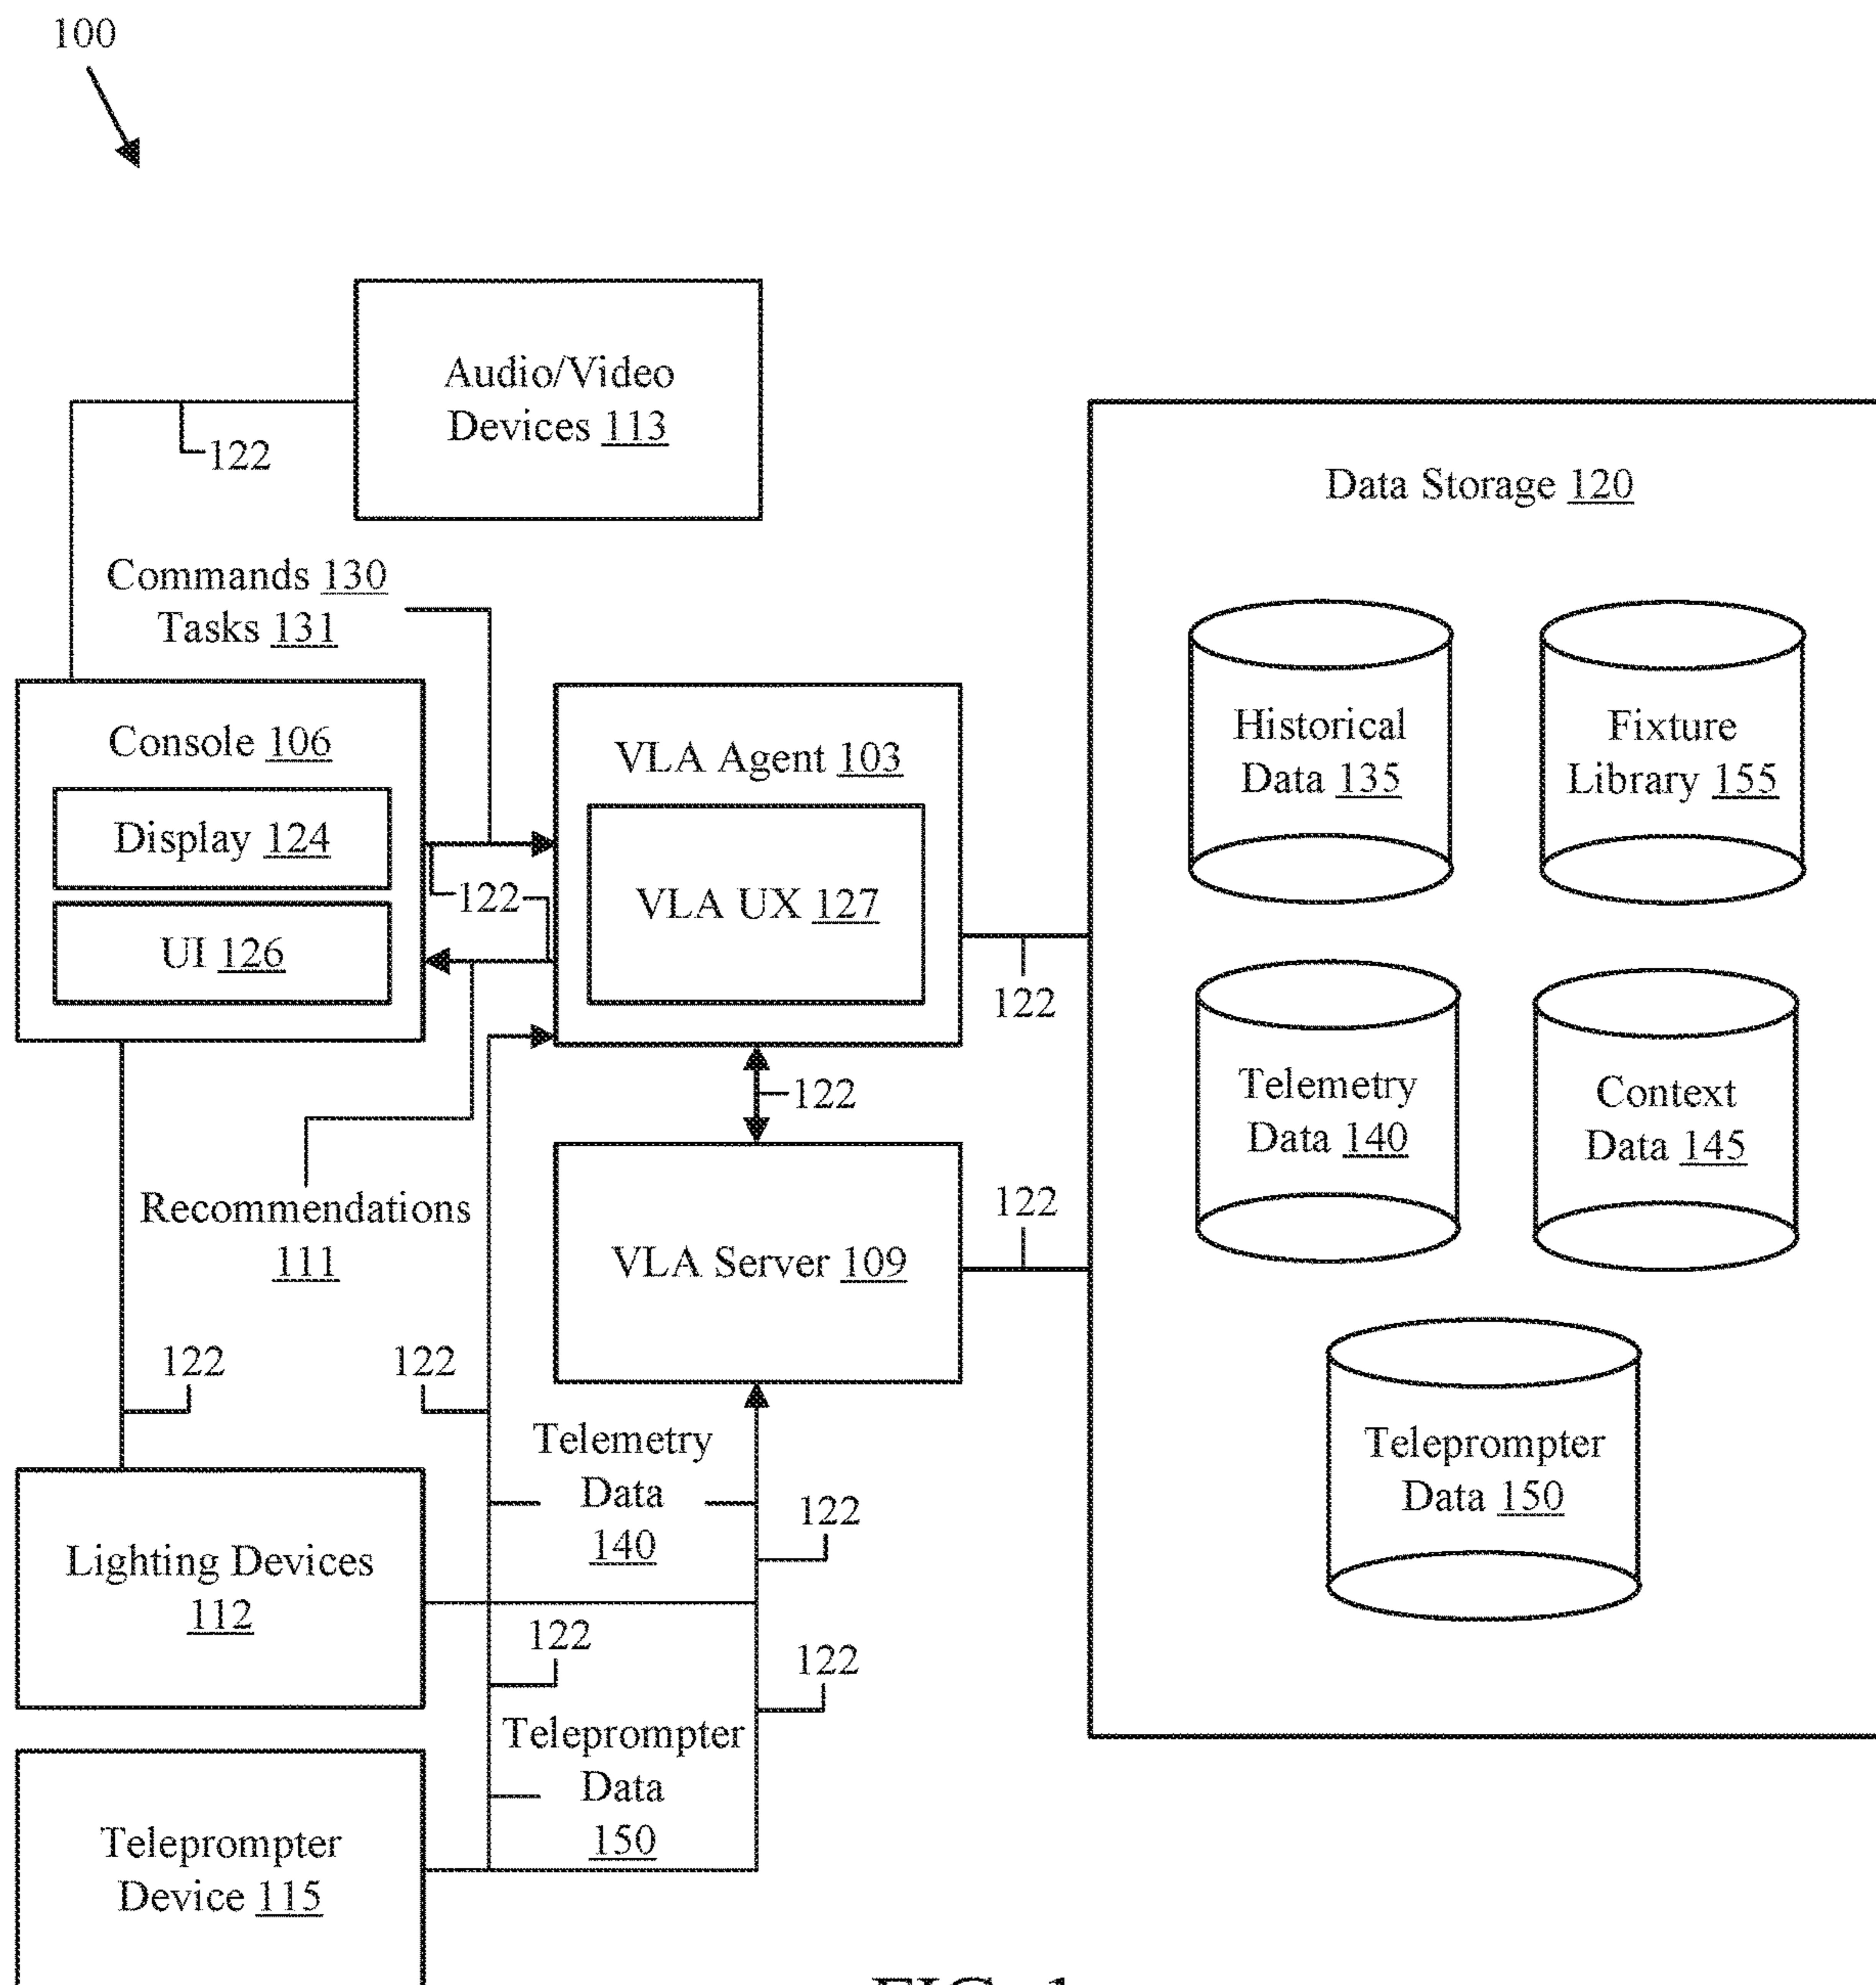 100
Audio/Video
Devices 113
122
Data Storage 120
Commands 130
Tasks 131
Console 106
Display 124
UI 126
122
VLA Agent 103
VLA UX 127
Historical
Data 135
Fixture
Library 155
122
122
Telemetry
Data 140
Context
Data 145
Recommendations
111
VLA Server 109
122
122
122
Teleprompter
Data 150
Telemetry
Data
140
122
Lighting Devices
112
122
122
Teleprompter
Data
150
Teleprompter
Device 115
FIG. 1